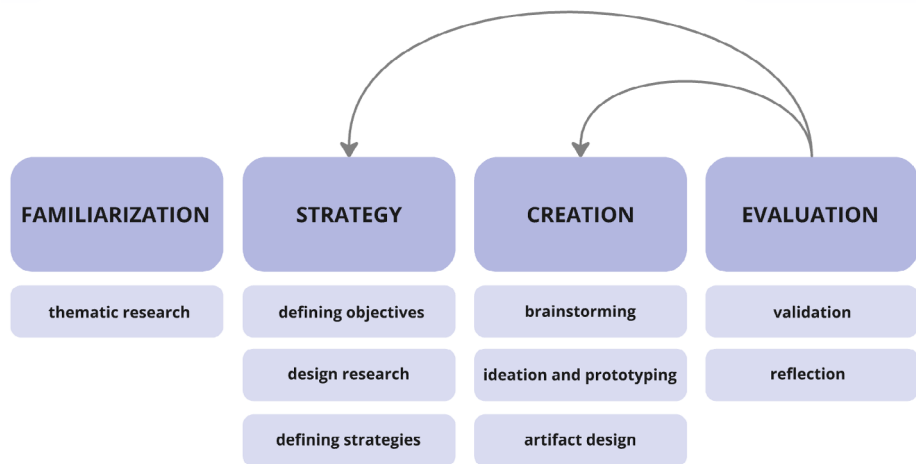 FAMILIARIZATION
STRATEGY
CREATION
EVALUATION
thematic research
defining objectives
brainstorming
validation
design research
ideation and prototyping
reflection
defining strategies
artifact design